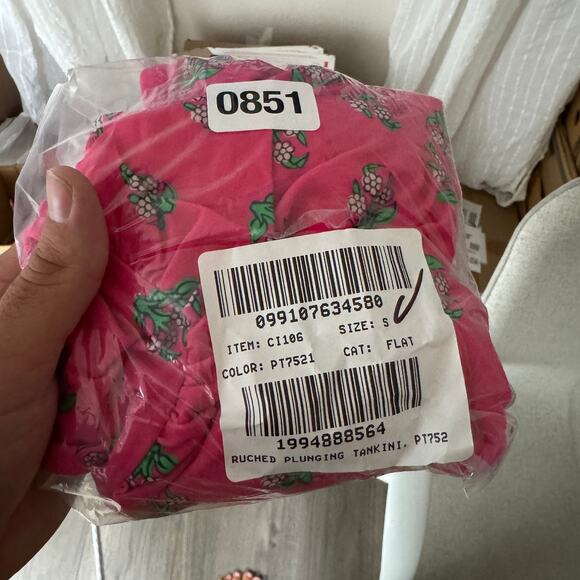 0851
099107634580
ITEM: CI106 SIZE: S
COLOR: PT7521 CAT: FLAT
1994888564
RUCHED PLUNGING TANKINI, PT752